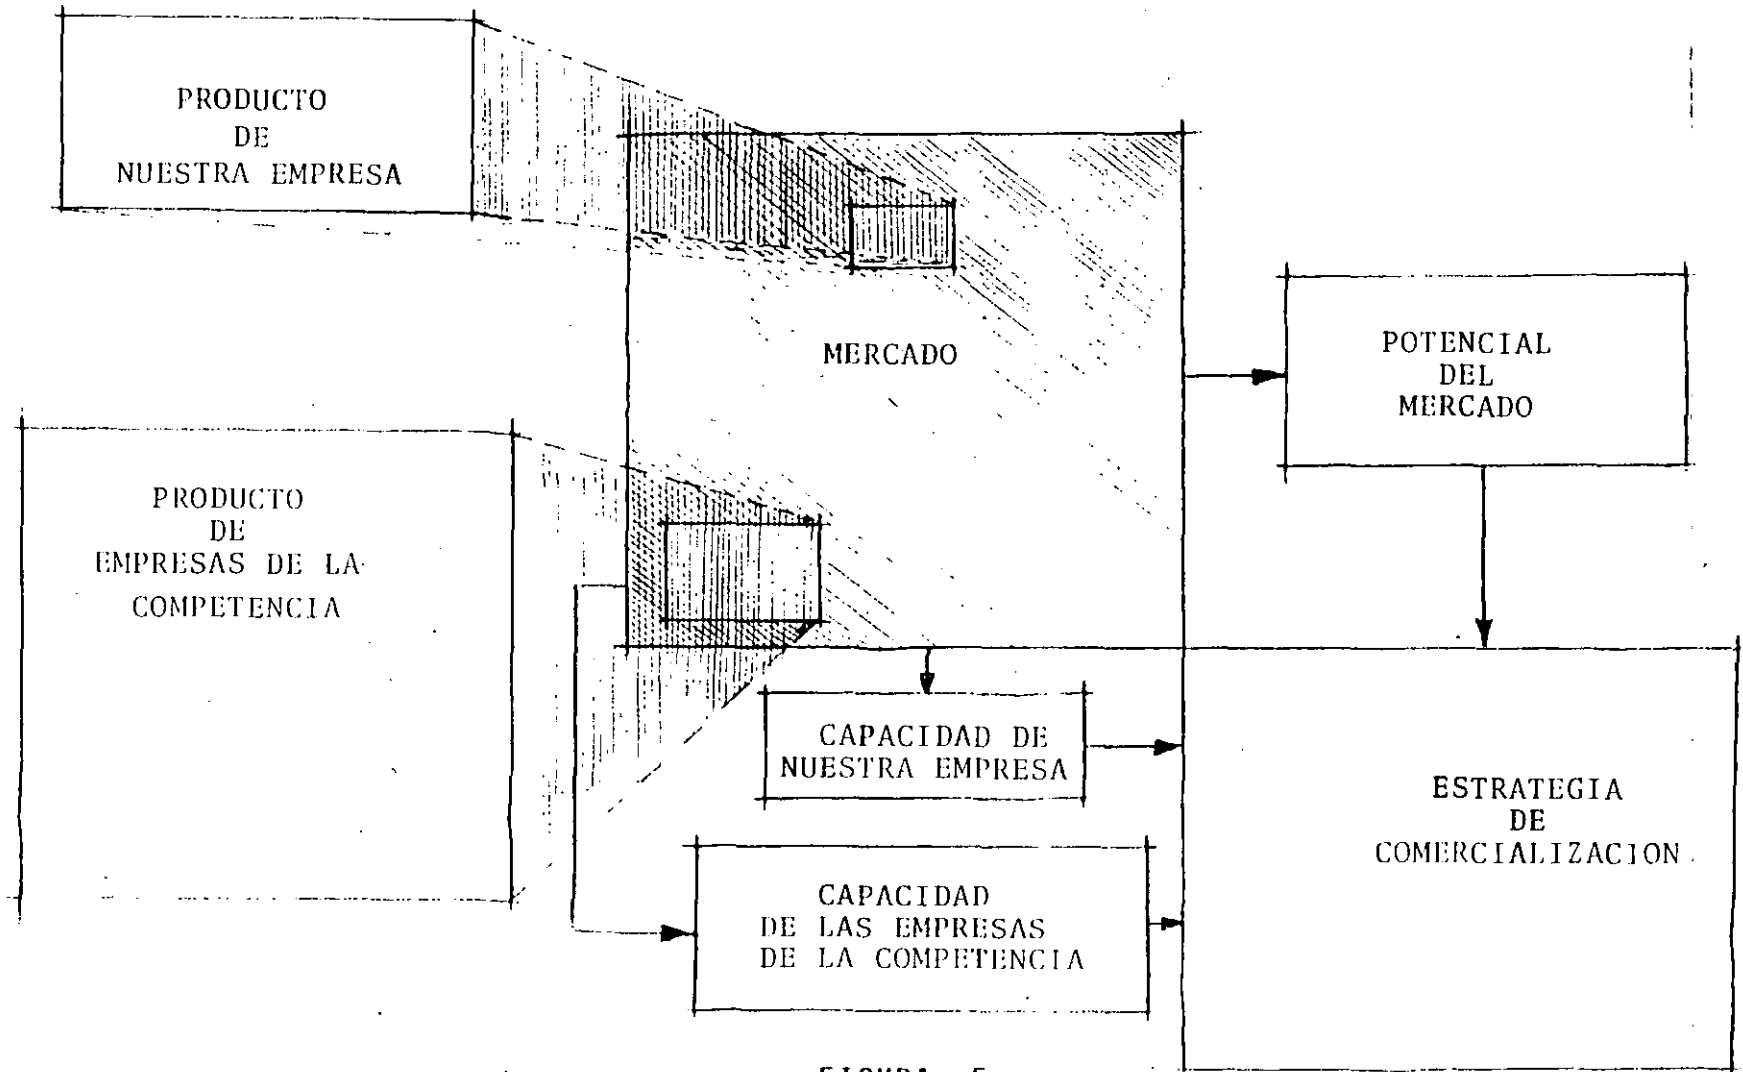 PRODUCTO
DE
NUESTRA EMPRESA
MERCADO
POTENCIAL
DEL
MERCADO
PRODUCTO
DE
EMPRESAS DE LA
COMPETENCIA
CAPACIDAD DE
NUESTRA EMPRESA
ESTRATEGIA
DE
COMERCIALIZACION
CAPACIDAD
DE LAS EMPRESAS
DE LA COMPETENCIA